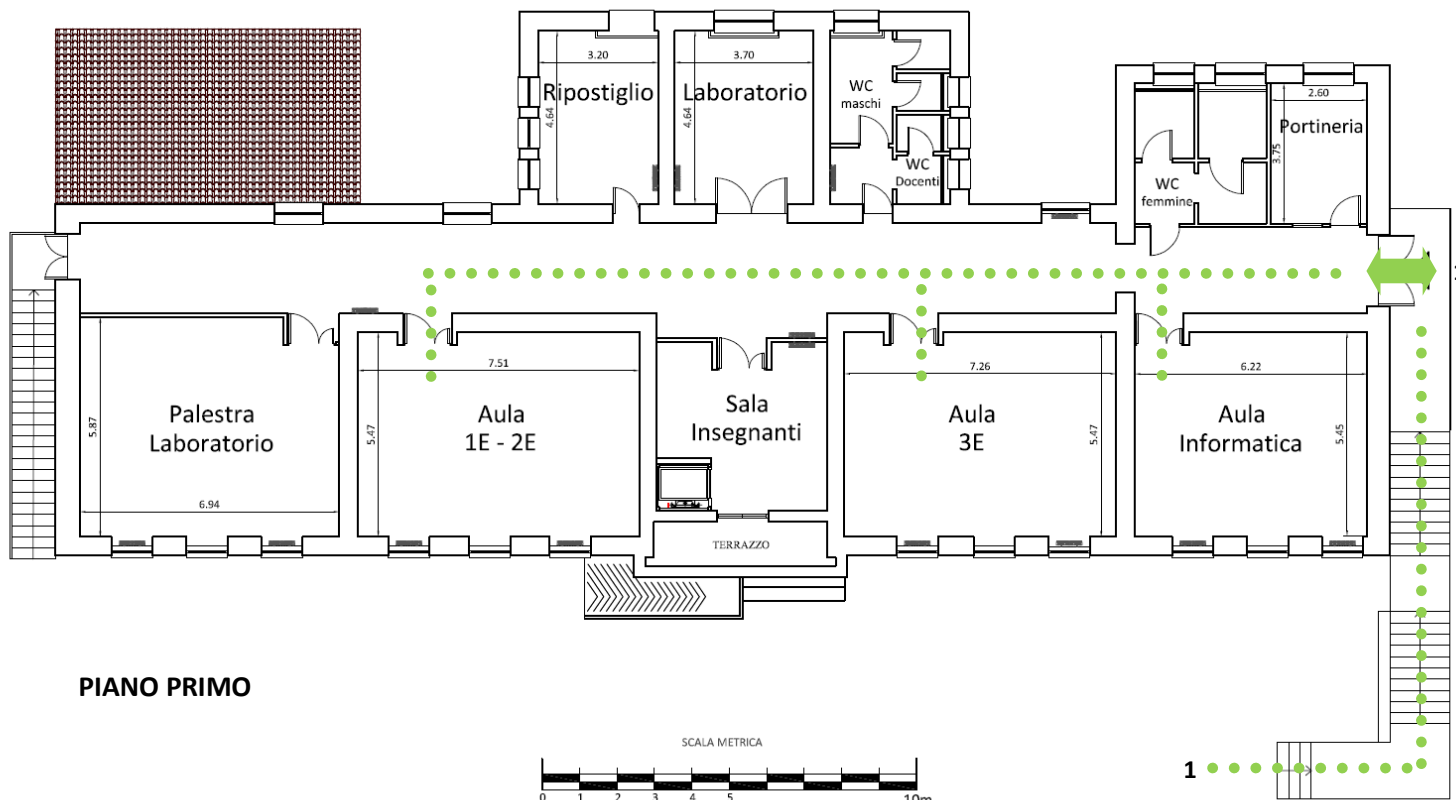 3.20
3.70
Ripostiglio
4.64
Laboratorio
4.64
WC
maschi
WC
Docenti
2.60
Portineria
3.75
WC
femmine
7.51
7.26
6.22
Palestra
Laboratorio
5.87
6.94
Aula
1E - 2E
5.47
Sala
Insegnanti
Aula
3E
5.47
Aula
Informatica
5.45
TERRAZZO
PIANO PRIMO
SCALA METRICA
0 1 2 3 4 5 10m
1